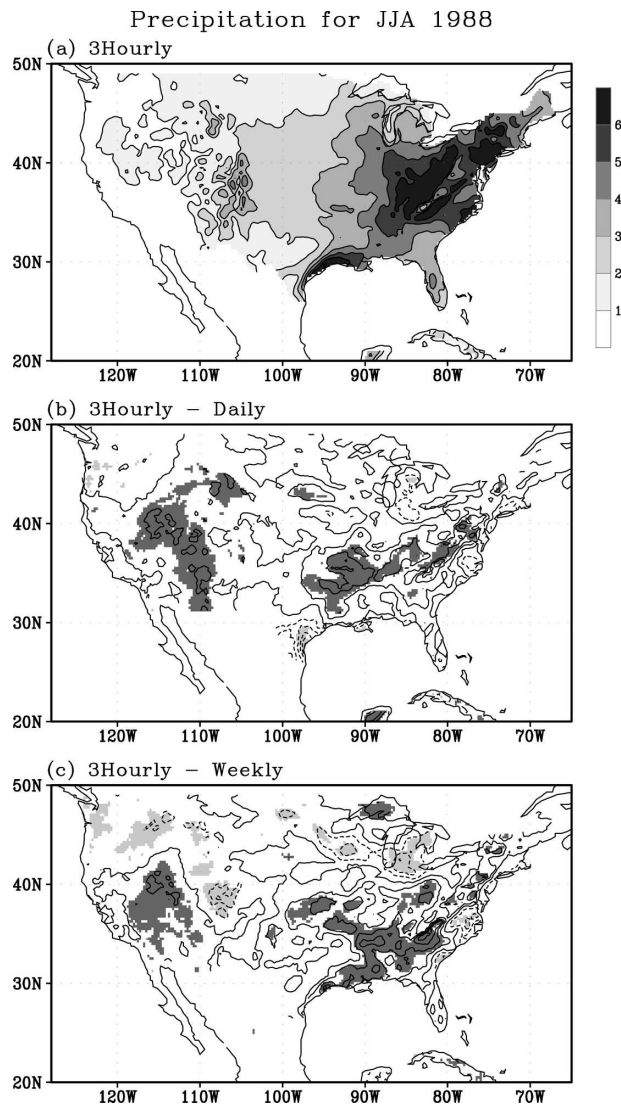 Precipitation for JJA 1988
(a) 3Hourly
50N
40N
30N
20N
120W 110W 100W 90W 80W 70W
6
5
4
3
2
1
(b) 3Hourly – Daily
50N
40N
30N
20N
120W 110W 100W 90W 80W 70W
(c) 3Hourly – Weekly
50N
40N
30N
20N
120W 110W 100W 90W 80W 70W